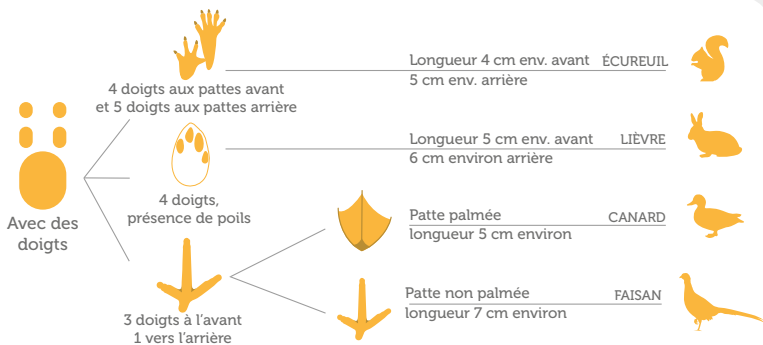 Avec des
doigts
4 doigts aux pattes avant
et 5 doigts aux pattes arrière
Longueur 4 cm env. avant
5 cm env. arrière
ÉCUREUIL
4 doigts,
présence de poils
Longueur 5 cm env. avant
6 cm environ arrière
LIÈVRE
3 doigts à l'avant
1 vers l'arrière
Patte palmée
longueur 5 cm environ
CANARD
Patte non palmée
longueur 7 cm environ
FAISAN